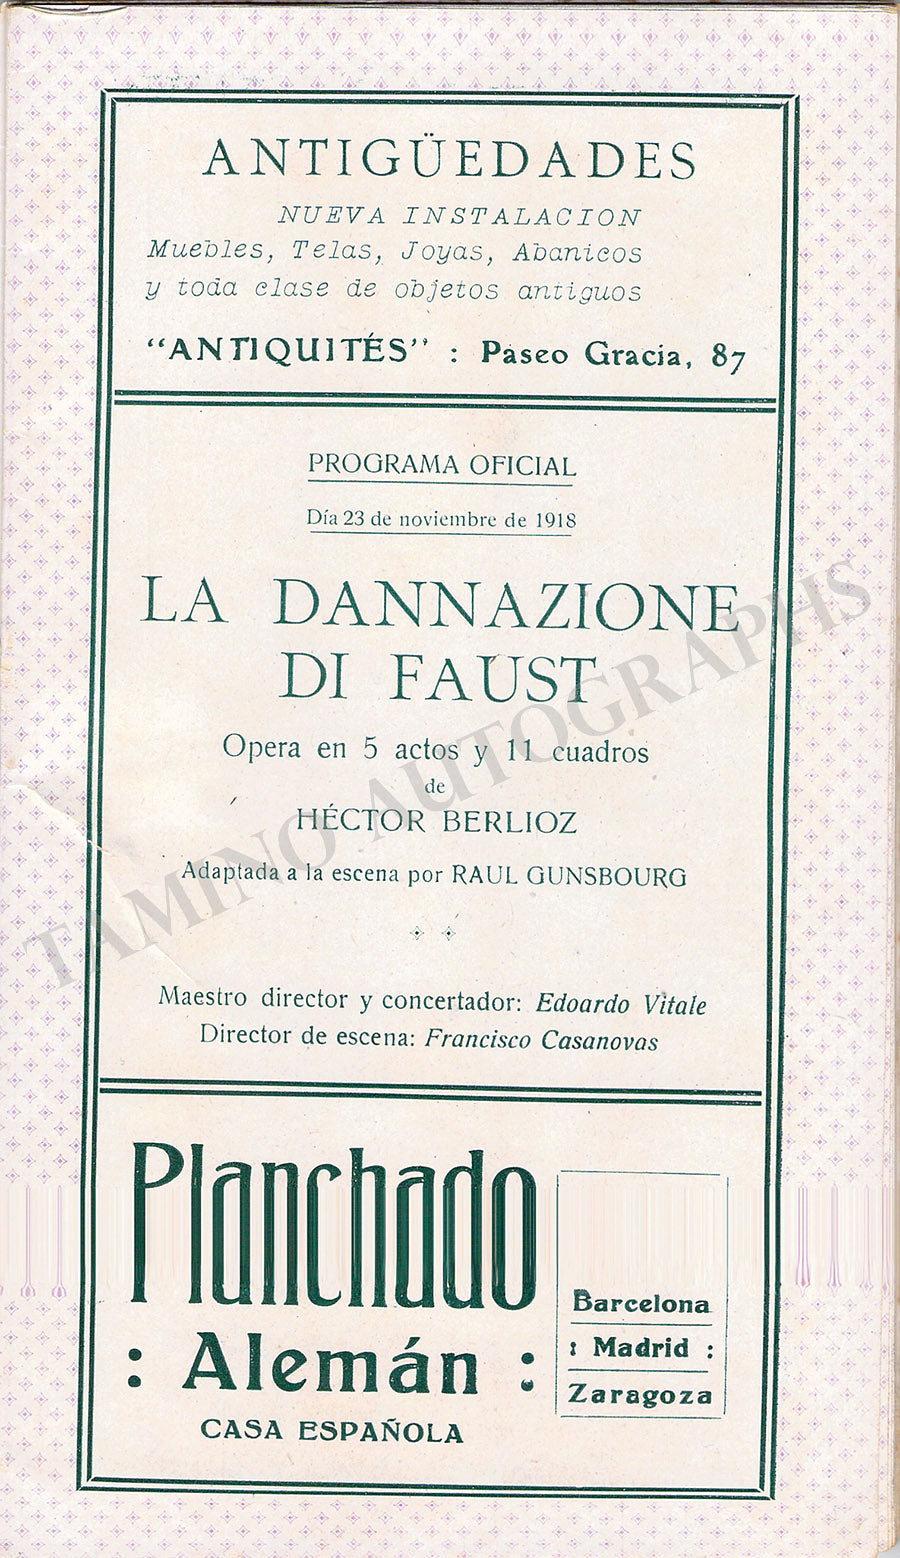 ANTIGÜEDADES
NUEVA INSTALACION
Muebles, Telas, Joyas, Abanicos
y toda clase de objetos antiguos
"ANTIQUITÉS" : Paseo Gracia, 87
PROGRAMA OFICIAL
Día 23 de noviembre de 1918
LA DANNAZIONE
DI FAUST
Opera en 5 actos y 11 cuadros
de
HÉCTOR BERLIOZ
Adaptada a la escena por RAUL GUNSBOURG
Maestro director y concertador: Edoardo Vitale
Director de escena: Francisco Casanovas
Planchado
: Alemán :
CASA ESPAÑOLA
Barcelona
: Madrid :
Zaragoza
TAMINO AUTOGRAPHS